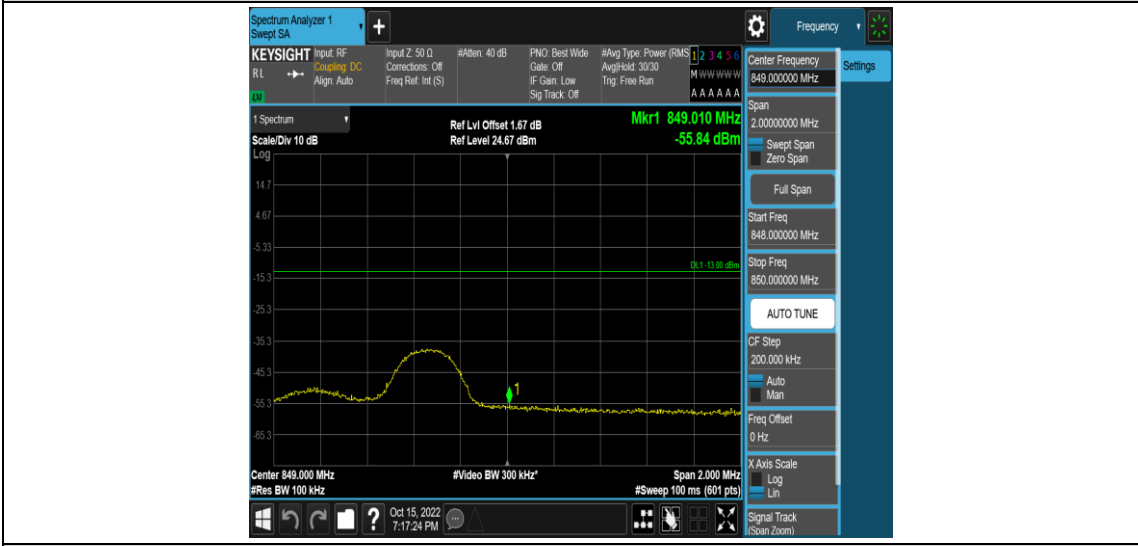 Spectrum Analyzer 1
Swept SA
+
Frequency
KEYSIGHT
RL
Input: RF
Coupling: DC
Align: Auto
Input Z: 50 Ω
Corrections: Off
Freq Ref: Int (S)
#Atten: 40 dB
PNO: Best Wide
Gate: Off
IF Gain: Low
Sig Track: Off
#Avg Type: Power (RMS
Avg|Hold: 30/30
Trig: Free Run
1 2 3 4 5 6
M W W W W W
A A A A A A
1 Spectrum
Scale/Div 10 dB
Log
Ref Lvl Offset 1.67 dB
Ref Level 24.67 dBm
Mkr1 849.010 MHz
-55.84 dBm
14.7
4.67
-5.33
DL1 -13.00 dBm
-15.3
-25.3
-35.3
-45.3
1
-55.3
-65.3
Center 849.000 MHz
#Video BW 300 kHz*
Span 2.000 MHz
#Res BW 100 kHz
#Sweep 100 ms (601 pts)
?
Oct 15, 2022
7:17:24 PM
Settings
Center Frequency
849.000000 MHz
Span
2.00000000 MHz
Swept Span
Zero Span
Full Span
Start Freq
848.000000 MHz
Stop Freq
850.000000 MHz
AUTO TUNE
CF Step
200.000 kHz
Auto
Man
Freq Offset
0 Hz
X Axis Scale
Log
Lin
Signal Track
(Span Zoom)